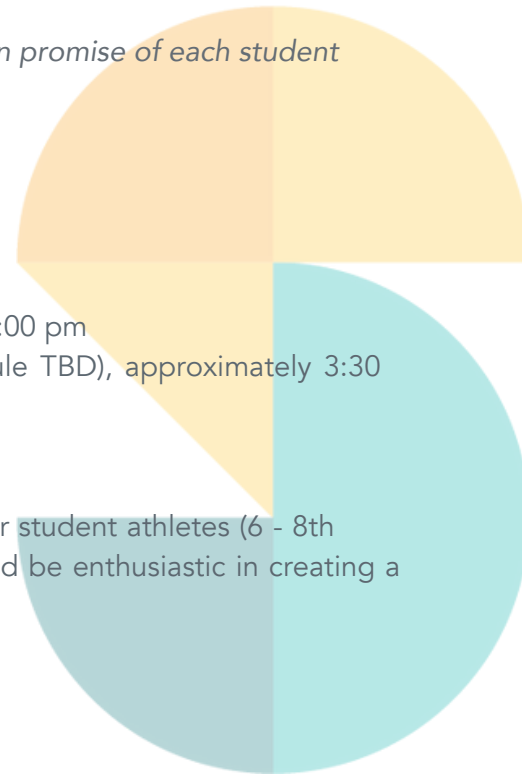 n promise of each student
:00 pm
ule TBD), approximately 3:30
r student athletes (6 - 8th
d be enthusiastic in creating a